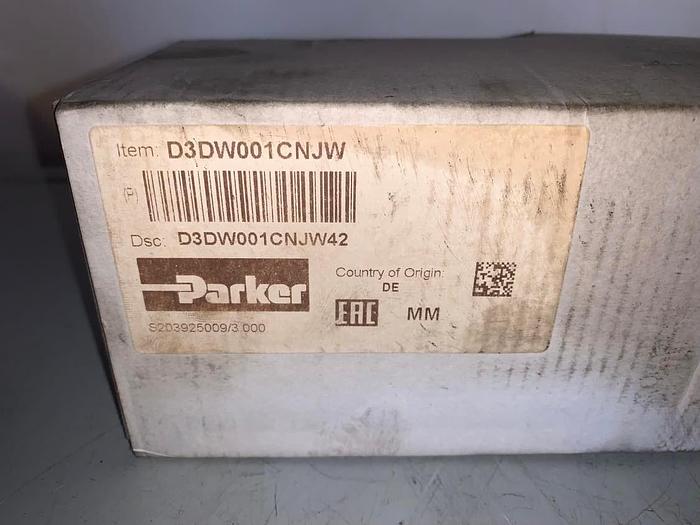 Item: D3DW001CNJW
(P)
Dsc: D3DW001CNJW42
Parker
Country of Origin:
DE
EAC MM
S203925009/3.000